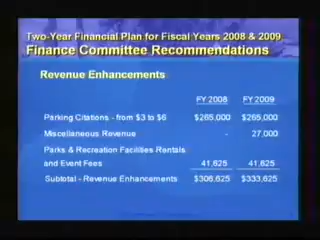 Two-Year Financial Plan for Fiscal Years 2008 & 2009
Finance Committee Recommendations
Revenue Enhancements
FY 2008 FY 2009
Parking Citations - from $3 to $6 $265,000 $265,000
Miscellaneous Revenue - 27,000
Parks & Recreation Facilities Rentals
and Event Fees 41,625 41,625
Subtotal - Revenue Enhancements $306,625 $333,625